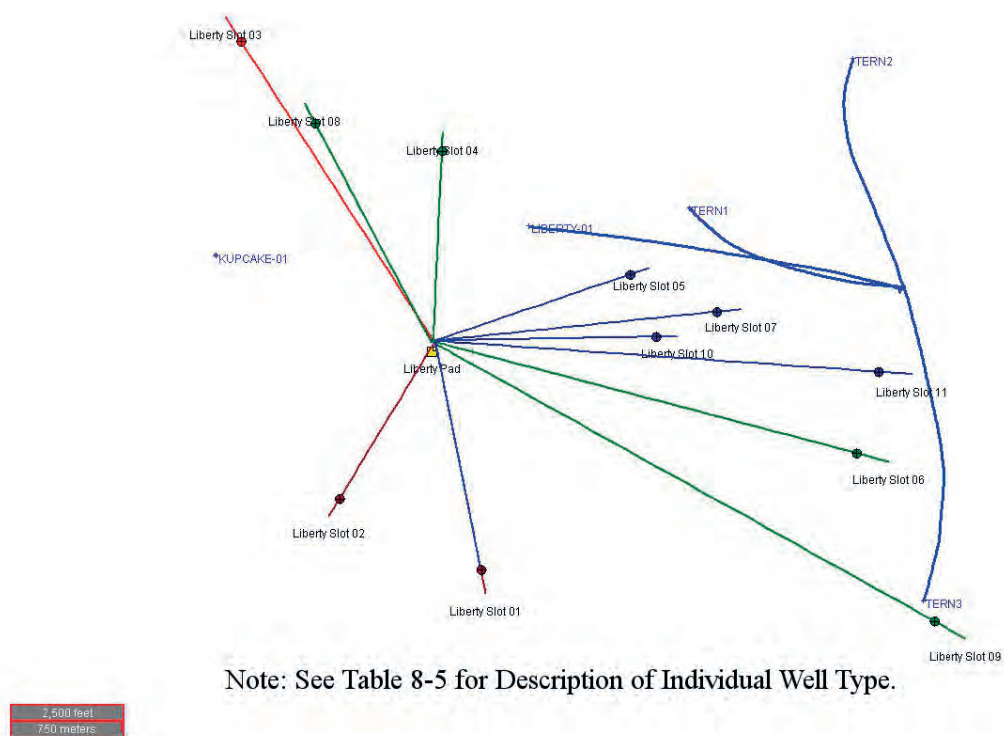 Liberty Slot 03
*TERN2
Liberty Slot 08
Liberty Slot 04
*TERN1
*LIBERTY-01
*KUPCAKE-01
Liberty Slot 05
Liberty Slot 07
Liberty Slot 10
Liberty Pad
Liberty Slot 11
Liberty Slot 06
Liberty Slot 02
*TERN3
Liberty Slot 01
Liberty Slot 09
Note: See Table 8-5 for Description of Individual Well Type.
2,500 feet
750 meters